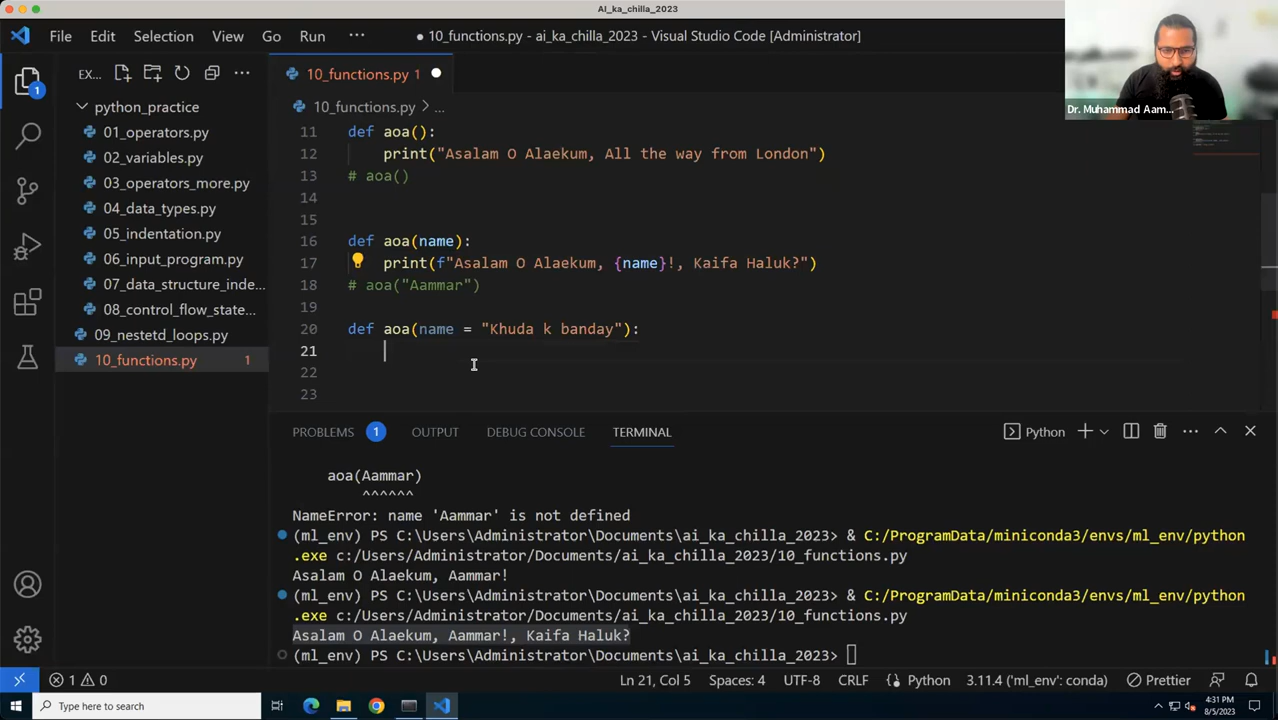 AI_ka_chilla_2023
File Edit Selection View Go Run ···
● 10_functions.py - ai_ka_chilla_2023 - Visual Studio Code [Administrator]
Dr. Muhammad Aam...
EX... ···
10_functions.py 1
1
python_practice
10_functions.py > ...
01_operators.py
02_variables.py
03_operators_more.py
04_data_types.py
05_indentation.py
06_input_program.py
07_data_structure_inde...
08_control_flow_state...
09_nestetd_loops.py
10_functions.py 1
11 def aoa():
12 print("Asalam O Alaekum, All the way from London")
13 # aoa()
14
15
16 def aoa(name):
17 print(f"Asalam O Alaekum, {name}!, Kaifa Haluk?")
18 # aoa("Aammar")
19
20 def aoa(name = "Khuda k banday"):
21
22
23
PROBLEMS 1 OUTPUT DEBUG CONSOLE TERMINAL
Python
aoa(Aammar)
^^^^^^
NameError: name 'Aammar' is not defined
(ml_env) PS C:\Users\Administrator\Documents\ai_ka_chilla_2023> & C:/ProgramData/miniconda3/envs/ml_env/python
.exe c:/Users/Administrator/Documents/ai_ka_chilla_2023/10_functions.py
Asalam O Alaekum, Aammar!
(ml_env) PS C:\Users\Administrator\Documents\ai_ka_chilla_2023> & C:/ProgramData/miniconda3/envs/ml_env/python
.exe c:/Users/Administrator/Documents/ai_ka_chilla_2023/10_functions.py
Asalam O Alaekum, Aammar!, Kaifa Haluk?
(ml_env) PS C:\Users\Administrator\Documents\ai_ka_chilla_2023>
1 0 Ln 21, Col 5 Spaces: 4 UTF-8 CRLF Python 3.11.4 ('ml_env': conda) Prettier
Type here to search
4:31 PM
8/5/2023